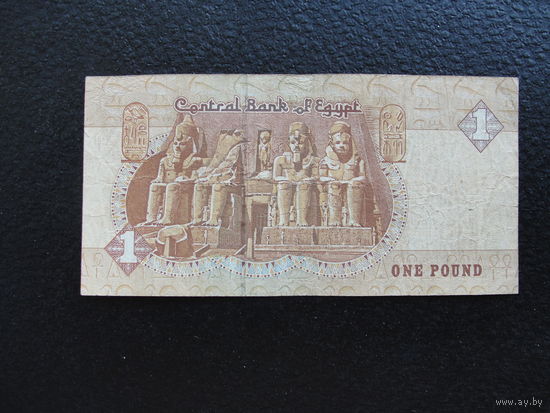 Central Bank of Egypt
1
1
ONE POUND
www.ay.by